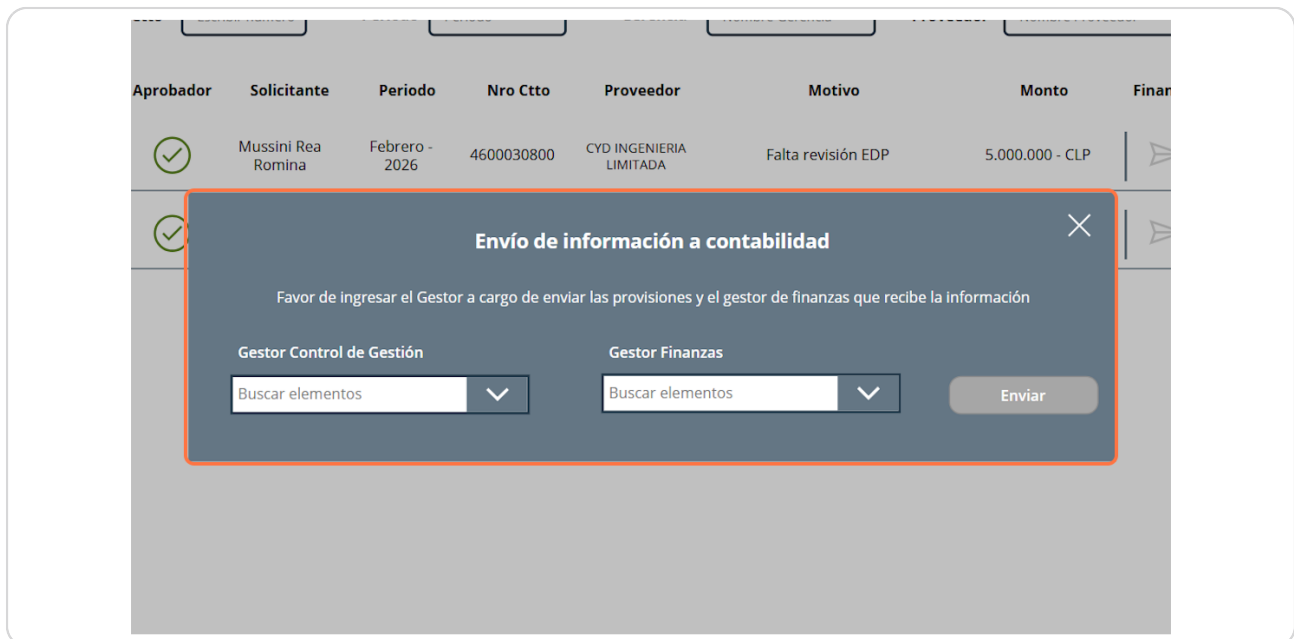 Aprobador Solicitante Periodo Nro Ctto Proveedor Motivo Monto Finan
Mussini Rea Romina Febrero - 2026 4600030800 CYD INGENIERIA LIMITADA Falta revisión EDP 5.000.000 - CLP
Envío de información a contabilidad
Favor de ingresar el Gestor a cargo de enviar las provisiones y el gestor de finanzas que recibe la información
Gestor Control de Gestión Gestor Finanzas
Buscar elementos Buscar elementos Enviar